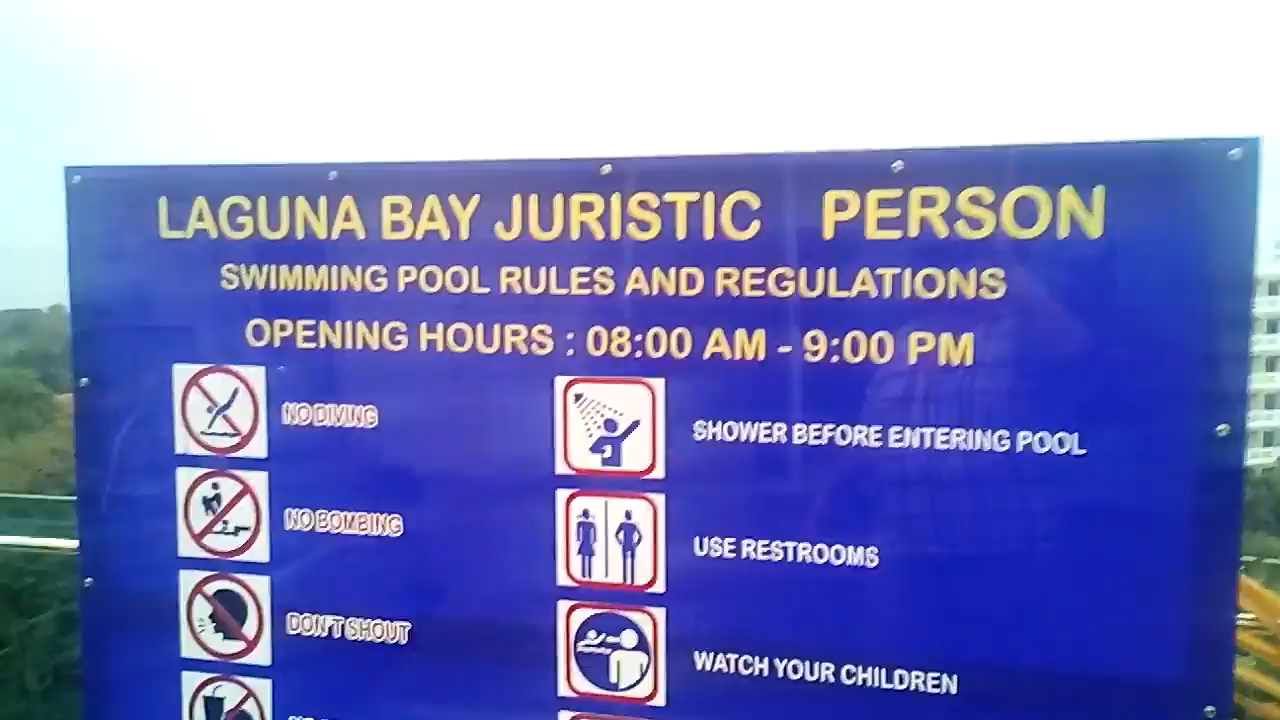 LAGUNA BAY JURISTIC PERSON
SWIMMING POOL RULES AND REGULATIONS
OPENING HOURS : 08:00 AM - 9:00 PM
NO DIVING
SHOWER BEFORE ENTERING POOL
NO BOMBING
USE RESTROOMS
DON'T SHOUT
WATCH YOUR CHILDREN